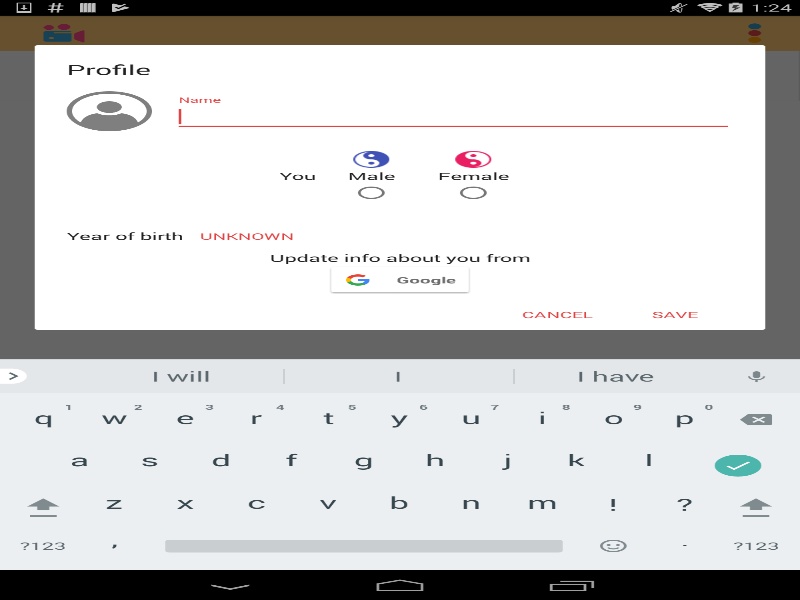 1:24
Profile
Name
You Male Female
Year of birth UNKNOWN
Update info about you from
Google
CANCEL SAVE
I will I I have
q 1 w 2 e 3 r 4 t 5 y 6 u 7 i 8 o 9 p 0
a s d f g h j k l
z x c v b n m ! ?
?123 , . ?123